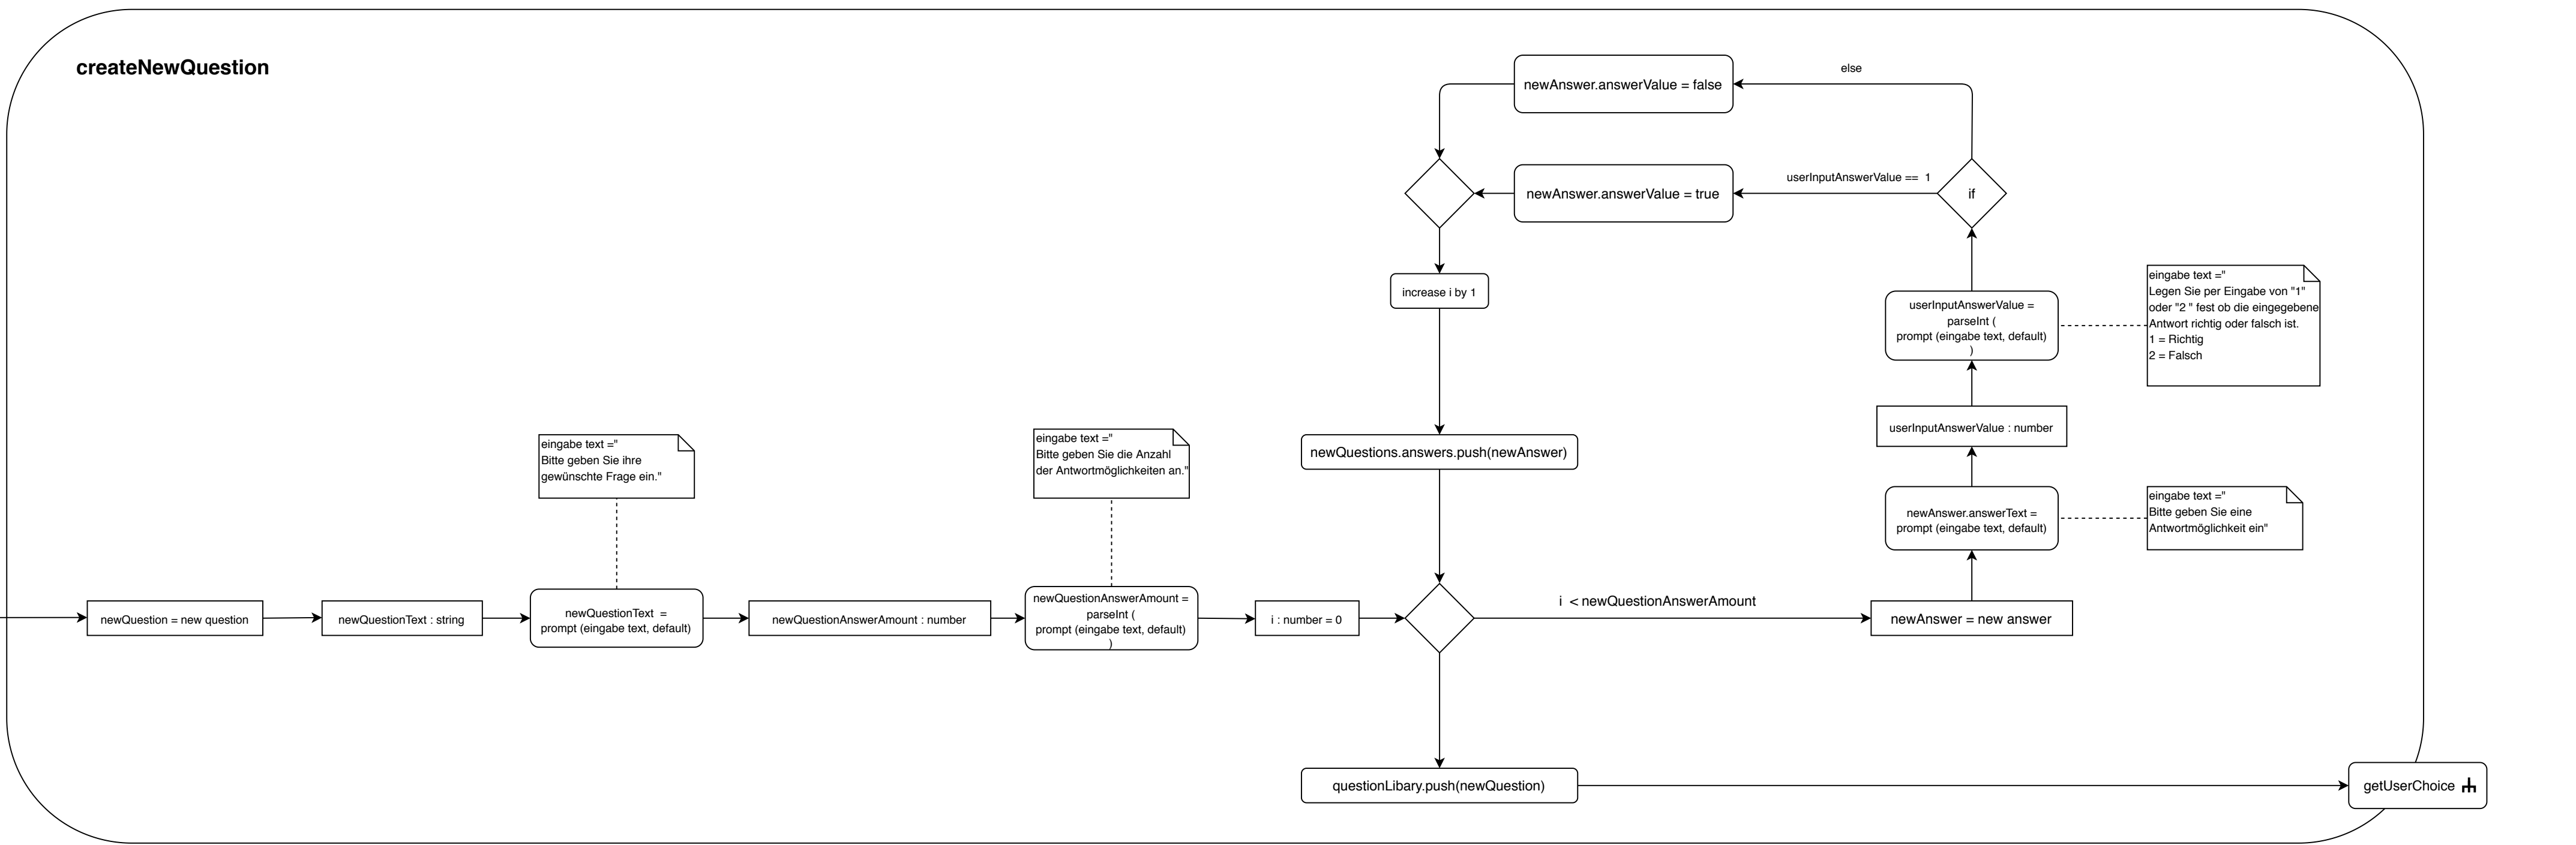 createNewQuestion
newAnswer.answerValue = false
else
newAnswer.answerValue = true
userInputAnswerValue == 1
if
increase i by 1
userInputAnswerValue =
parseInt (
prompt (eingabe text, default)
)
eingabe text ="
Legen Sie per Eingabe von "1"
oder "2 " fest ob die eingegebene
Antwort richtig oder falsch ist.
1 = Richtig
2 = Falsch
userInputAnswerValue : number
newQuestions.answers.push(newAnswer)
eingabe text ="
Bitte geben Sie ihre
gewünschte Frage ein."
eingabe text ="
Bitte geben Sie die Anzahl
der Antwortmöglichkeiten an."
newAnswer.answerText =
prompt (eingabe text, default)
eingabe text ="
Bitte geben Sie eine
Antwortmöglichkeit ein"
newQuestion = new question
newQuestionText : string
newQuestionText =
prompt (eingabe text, default)
newQuestionAnswerAmount : number
newQuestionAnswerAmount =
parseInt (
prompt (eingabe text, default)
)
i : number = 0
i < newQuestionAnswerAmount
newAnswer = new answer
questionLibary.push(newQuestion)
getUserChoice